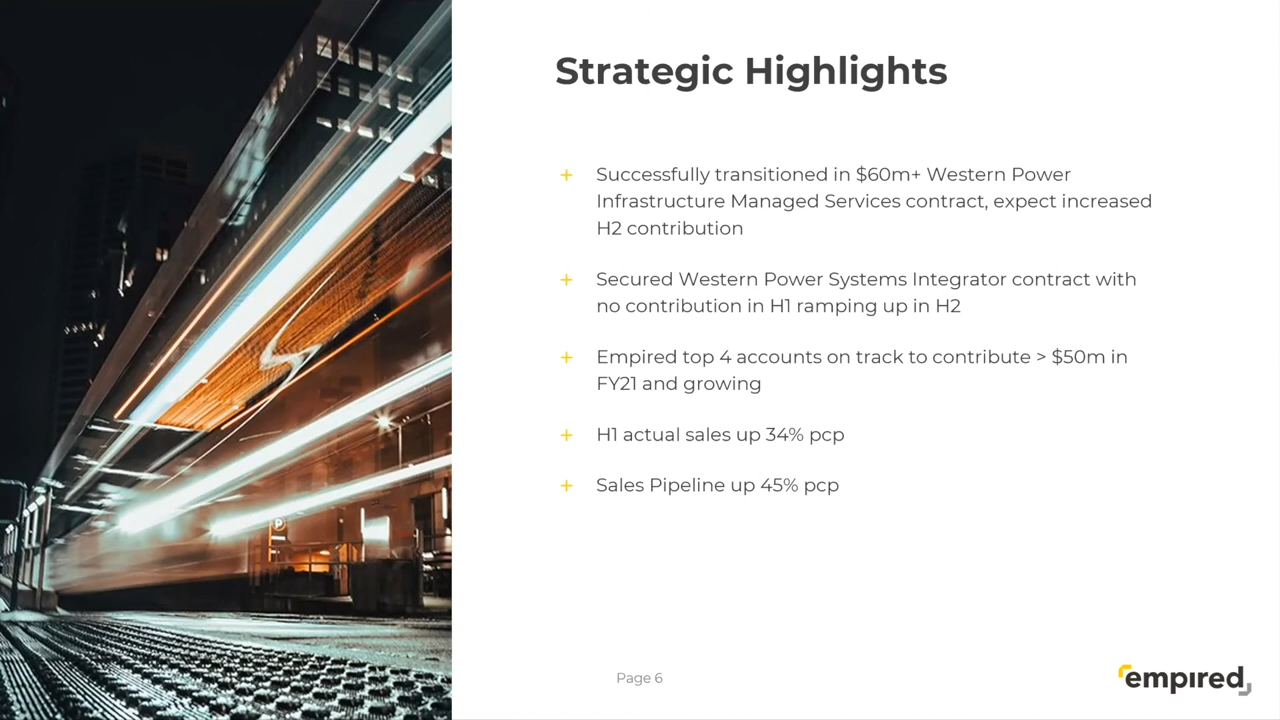 Strategic Highlights
+ Successfully transitioned in $60m+ Western Power
Infrastructure Managed Services contract, expect increased
H2 contribution
+ Secured Western Power Systems Integrator contract with
no contribution in H1 ramping up in H2
+ Empired top 4 accounts on track to contribute > $50m in
FY21 and growing
+ H1 actual sales up 34% pcp
+ Sales Pipeline up 45% pcp
P
Page 6
empired